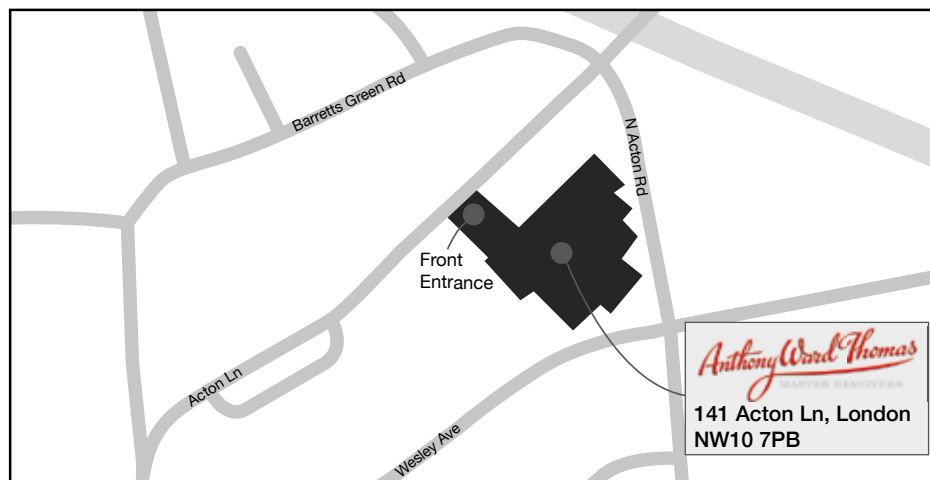 Barretts Green Rd
N Acton Rd
Front
Entrance
Acton Ln
Wesley Ave
Anthony Ward Thomas
MASTER REMOVERS
141 Acton Ln, London
NW10 7PB